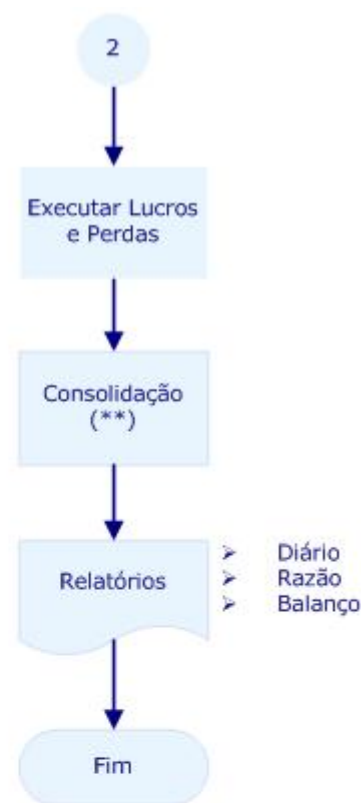 2
Executar Lucros
e Perdas
Consolidação
(**)
Relatórios
➢ Diário
➢ Razão
➢ Balanço
Fim